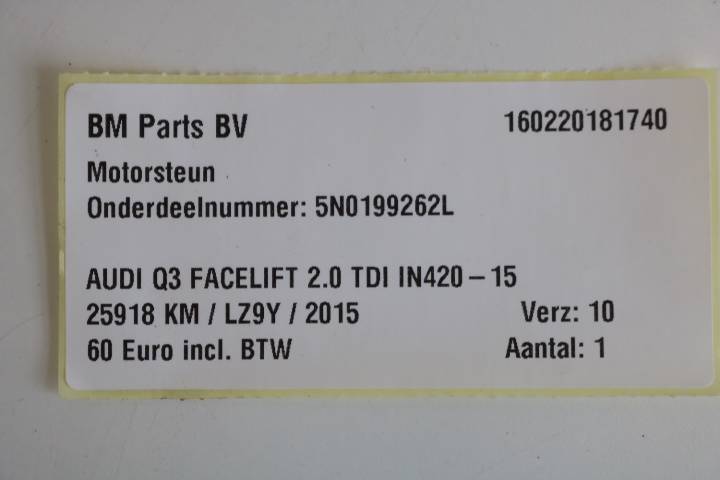 BM Parts BV 160220181740
Motorsteun
Onderdeelnummer: 5N0199262L
AUDI Q3 FACELIFT 2.0 TDI IN420 – 15
25918 KM / LZ9Y / 2015 Verz: 10
60 Euro incl. BTW Aantal: 1